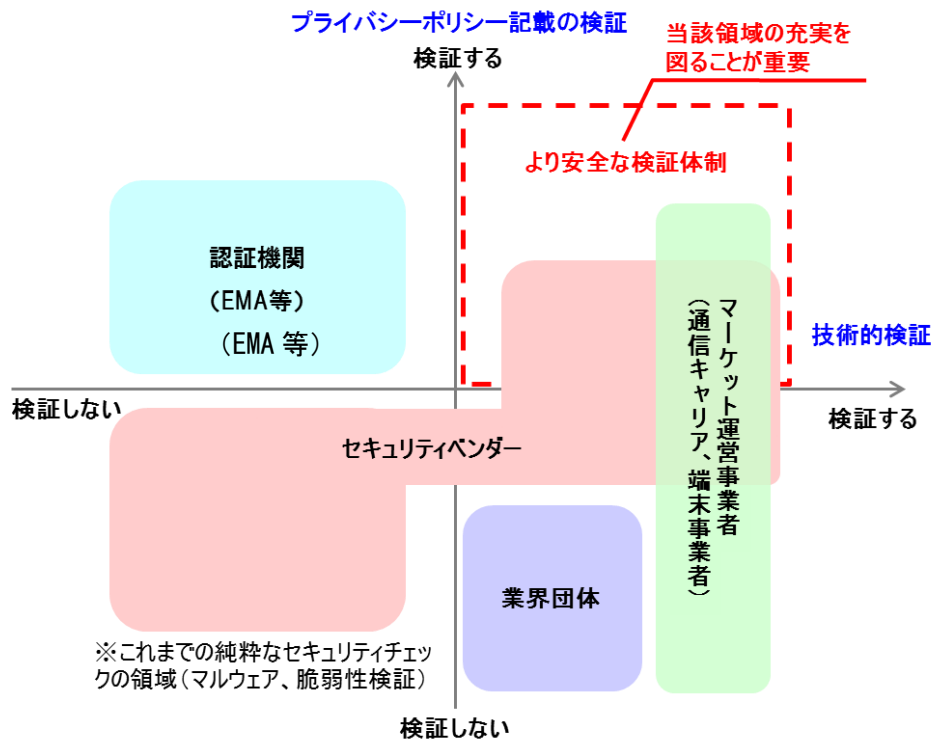 プライバシーポリシー記載の検証
検証する
当該領域の充実を
図ることが重要
より安全な検証体制
認証機関
(EMA等)
(EMA 等)
技術的検証
検証しない
検証する
セキュリティベンダー
マーケット運営事業者
(通信キャリア、端末事業者)
業界団体
※これまでの純粋なセキュリティチェッ
クの領域(マルウェア、脆弱性検証)
検証しない